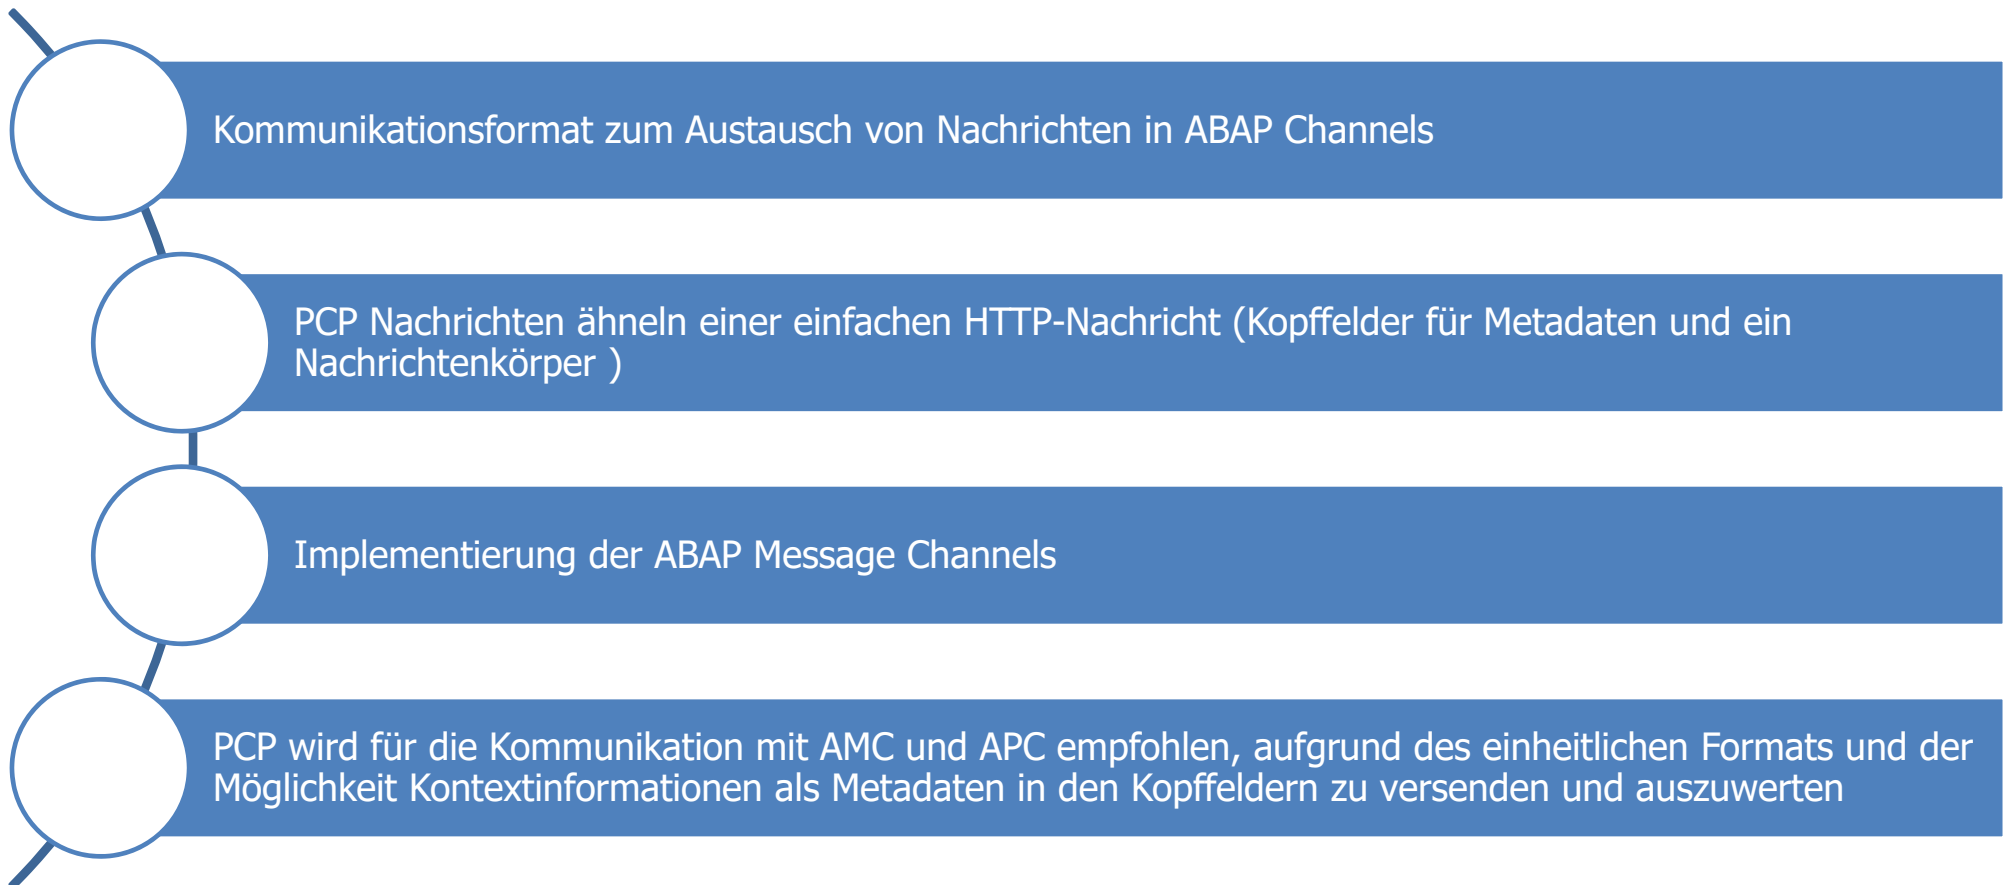 Kommunikationsformat zum Austausch von Nachrichten in ABAP Channels
PCP Nachrichten ähneln einer einfachen HTTP-Nachricht (Kopffelder für Metadaten und ein
Nachrichtenkörper )
Implementierung der ABAP Message Channels
PCP wird für die Kommunikation mit AMC und APC empfohlen, aufgrund des einheitlichen Formats und der
Möglichkeit Kontextinformationen als Metadaten in den Kopffeldern zu versenden und auszuwerten